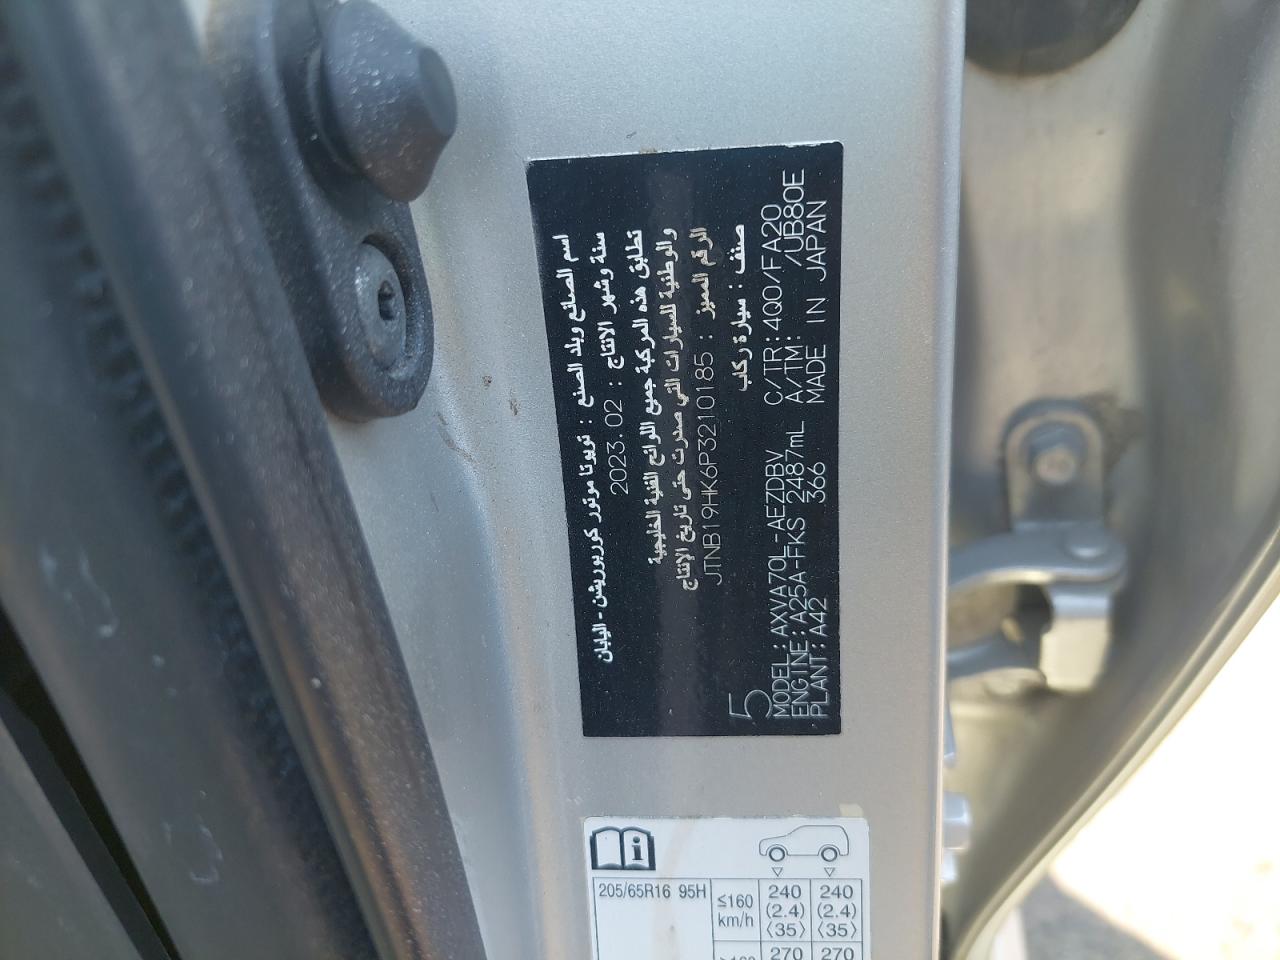 اسم الصانع وبلد الصنع : تويوتا موتور كوربوريشن - اليابان
سنة وشهر الانتاج : 2023.02
تطابق هذه المركبة جميع اللوائح الفنية الخليجية
والوطنية للسيارات التي صدرت حتى تاريخ الإنتاج
الرقم المميز : JTNB19HK6P3210185
صنف : سيارة ركاب
5
MODEL:AXVA70L-AEZDBV C/TR:4Q0/FA20
ENGINE:A25A-FKS 2487mL A/TM: /UB80E
PLANT:A42 366 MADE IN JAPAN
205/65R16 95H ≤160 km/h 240 (2.4) 〈35〉 240 (2.4) 〈35〉
270 270